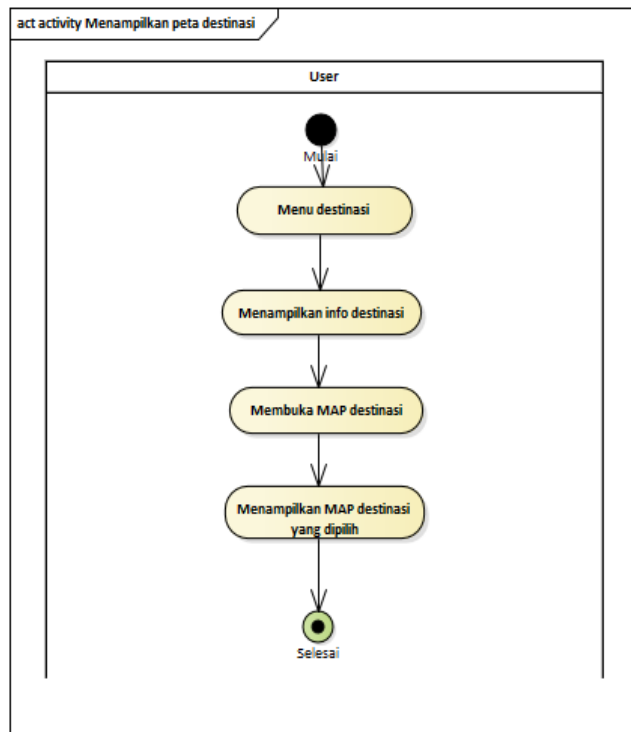 act activity Menampilkan peta destinasi
User
Mulai
Menu destinasi
Menampilkan info destinasi
Membuka MAP destinasi
Menampilkan MAP destinasi
yang dipilih
Selesai